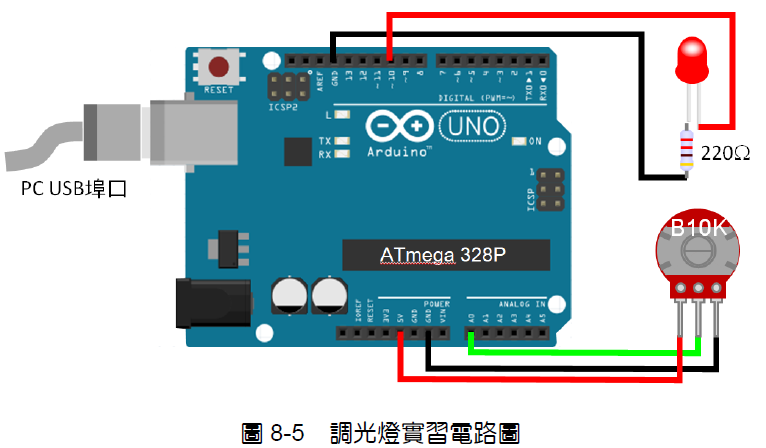 RESET
ICSP2
AREF
GND
13
12
~11
~10
~9
8
7
~6
~5
4
~3
2
TXD▶1
RXD◀0
DIGITAL (PWM=~)
L
TX
RX
Arduino™
UNO
ON
1
ICSP
220Ω
PC USB埠口
B10K
ATmega 328P
POWER
ANALOG IN
IOREF
RESET
3V3
5V
GND
GND
VIN
A0
A1
A2
A3
A4
A5
圖 8-5 調光燈實習電路圖